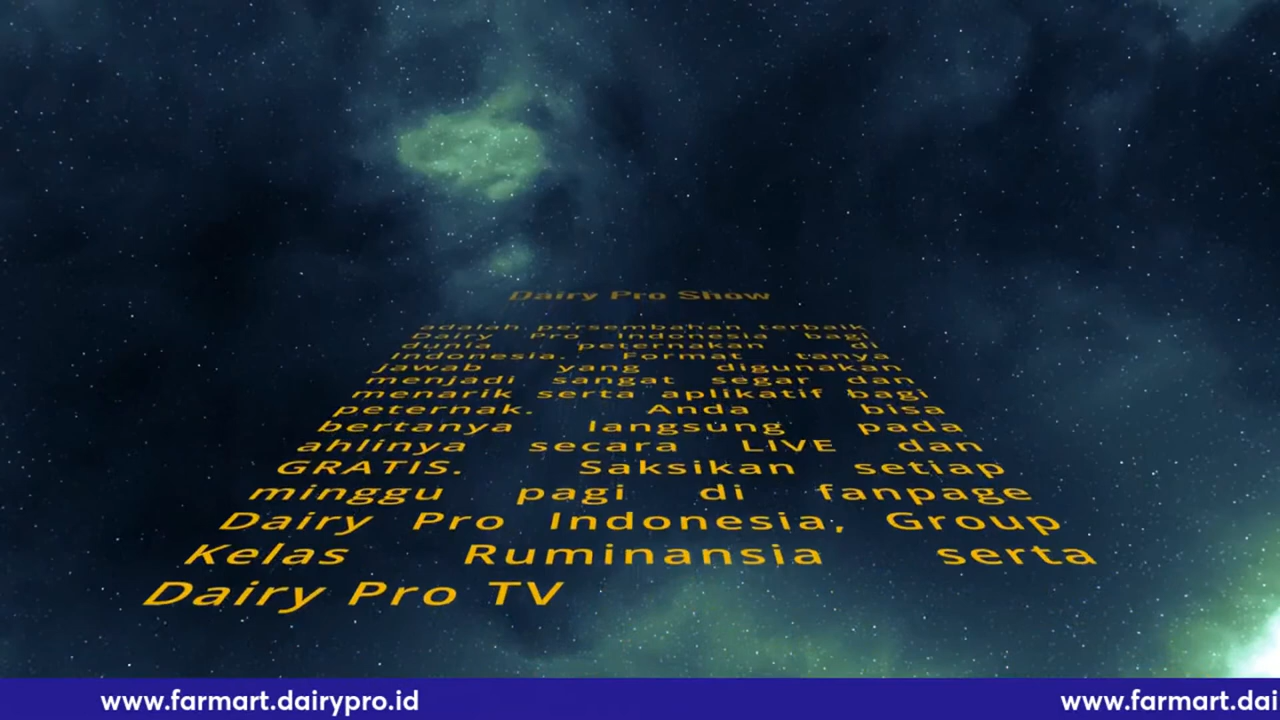 Dairy Pro Show
adalah persembahan terbaik
Dairy Pro Indonesia bagi
dunia peternakan di
Indonesia. Format tanya
jawab yang digunakan
menjadi sangat segar dan
menarik serta aplikatif bagi
peternak. Anda bisa
bertanya langsung pada
ahlinya secara LIVE dan
GRATIS. Saksikan setiap
minggu pagi di fanpage
Dairy Pro Indonesia, Group
Kelas Ruminansia serta
Dairy Pro TV
www.farmart.dairypro.id www.farmart.dai